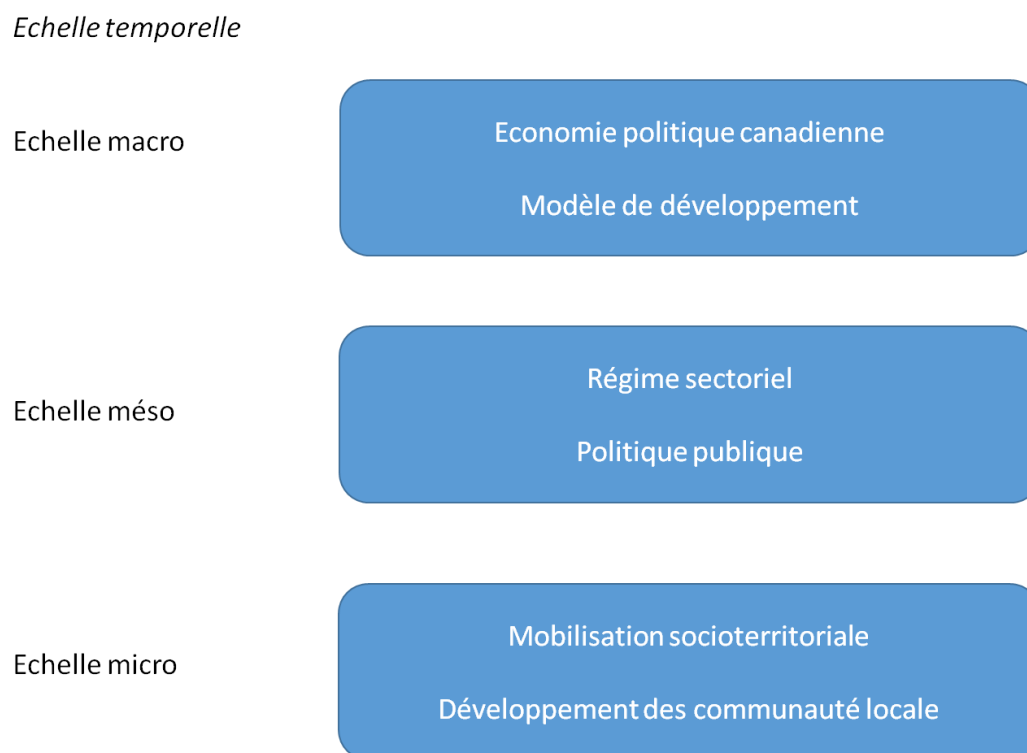 Echelle temporelle
Echelle macro
Economie politique canadienne
Modèle de développement
Echelle méso
Régime sectoriel
Politique publique
Echelle micro
Mobilisation socioterritoriale
Développement des communauté locale